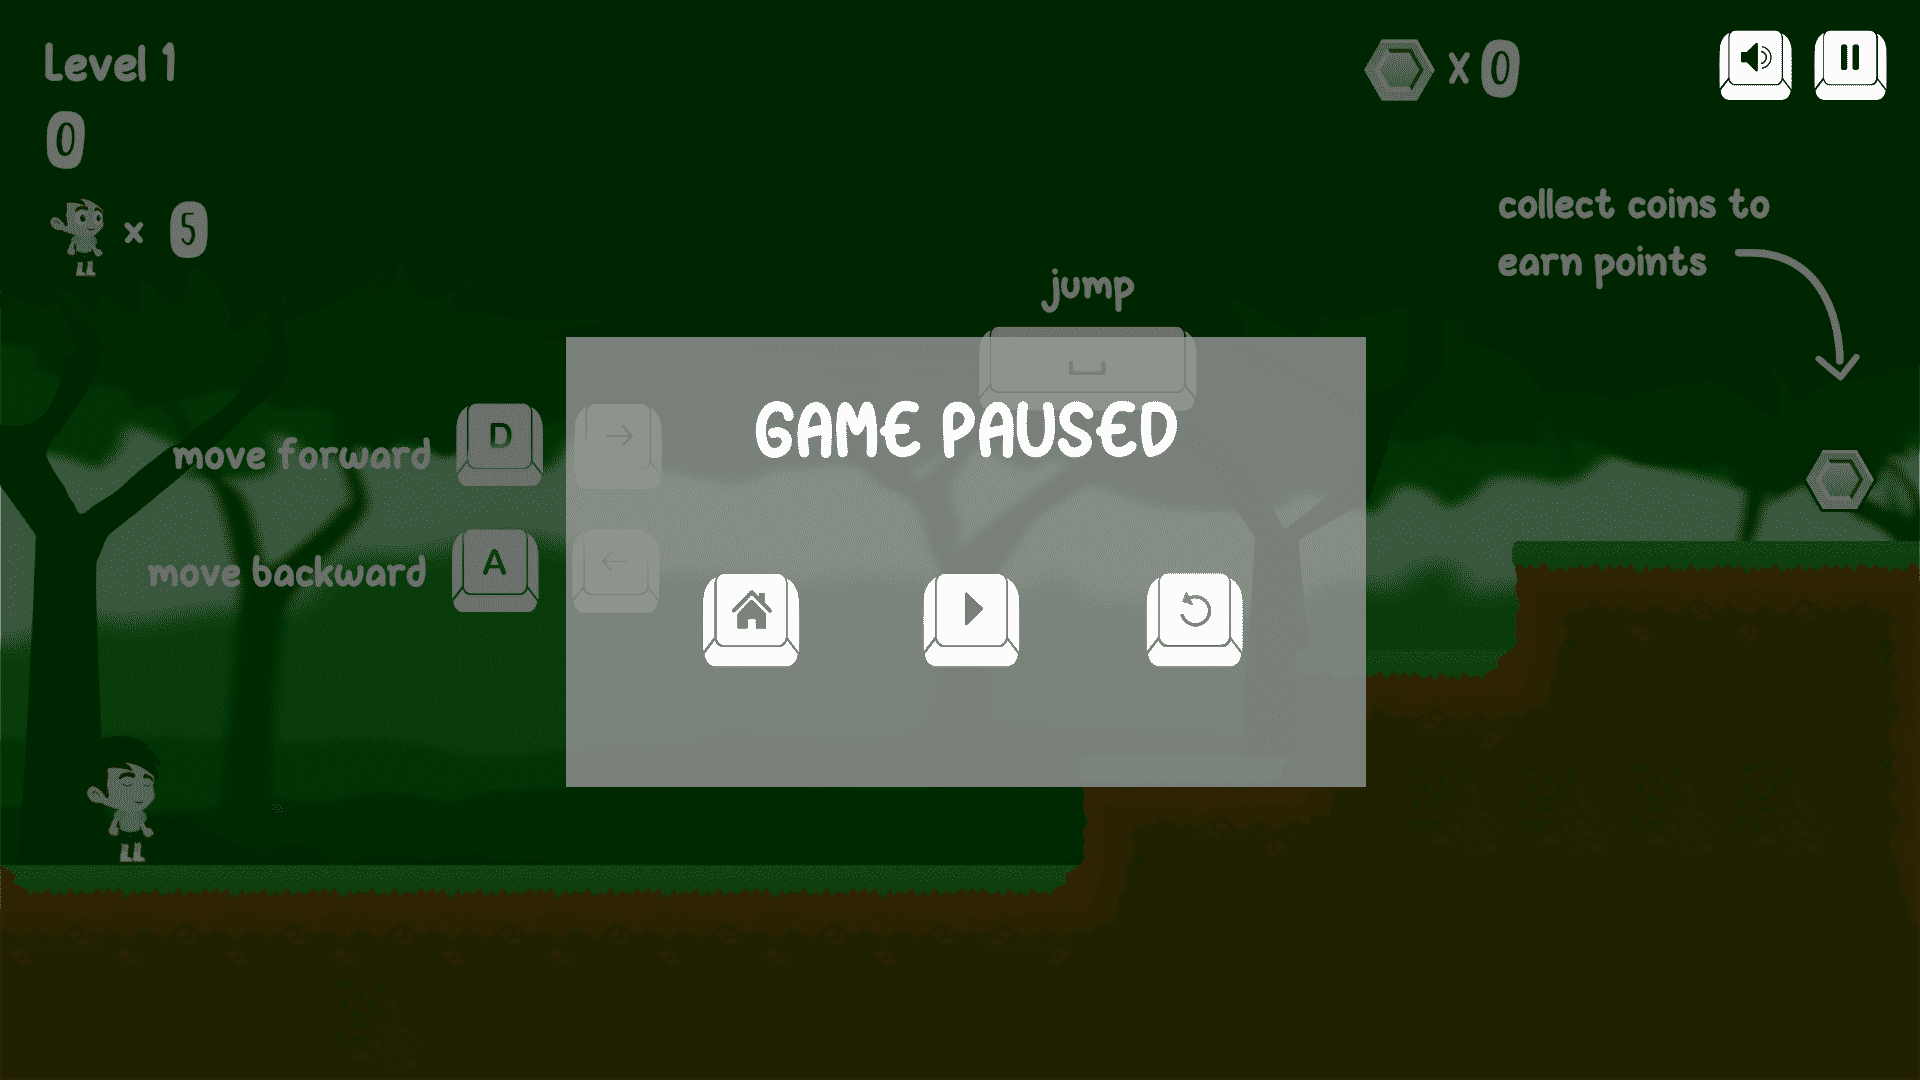 Level 1
0
x 5
x 0
collect coins to
earn points
jump
GAME PAUSED
move forward D →
move backward A ←